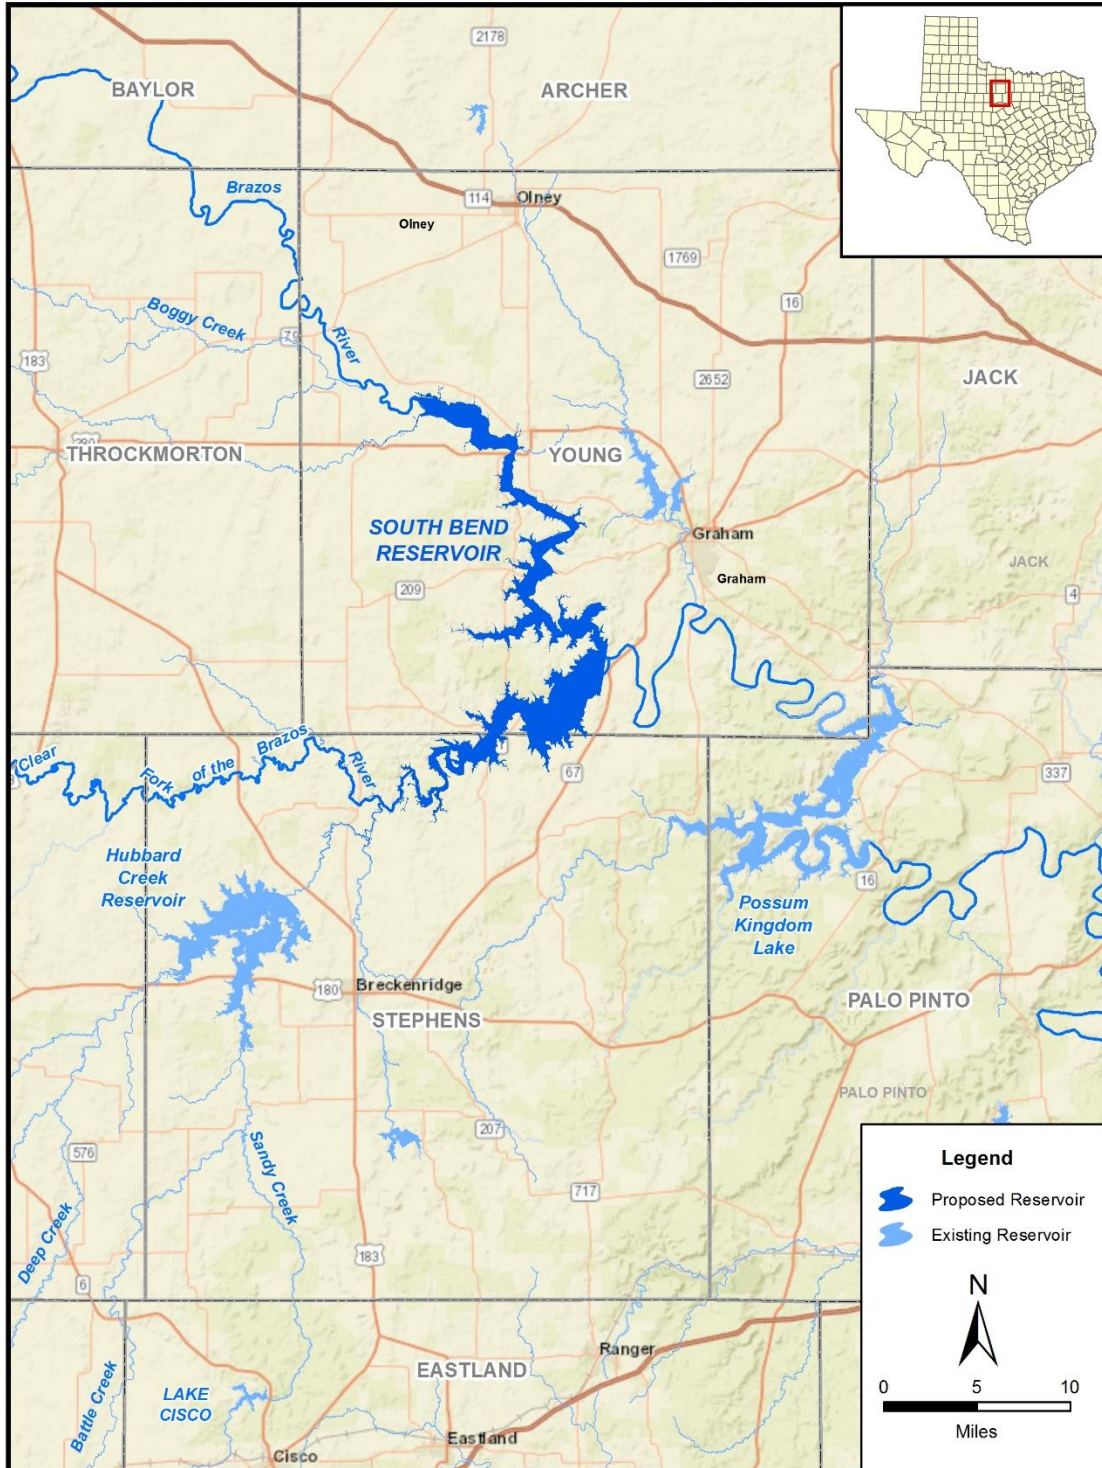 2178
BAYLOR
ARCHER
Brazos
114
Olney
Olney
1769
Boggy Creek
16
79
River
183
2652
JACK
280
THROCKMORTON
YOUNG
SOUTH BEND
RESERVOIR
Graham
JACK
Graham
209
4
Clear
Fork
of the
Brazos
River
67
337
Hubbard
Creek
Reservoir
16
Possum
Kingdom
Lake
180
Breckenridge
STEPHENS
PALO PINTO
PALO PINTO
207
576
Sandy Creek
717
Deep Creek
183
6
Ranger
EASTLAND
Battle Creek
LAKE
CISCO
Eastland
Cisco
Legend
Proposed Reservoir
Existing Reservoir
N
0 5 10
Miles